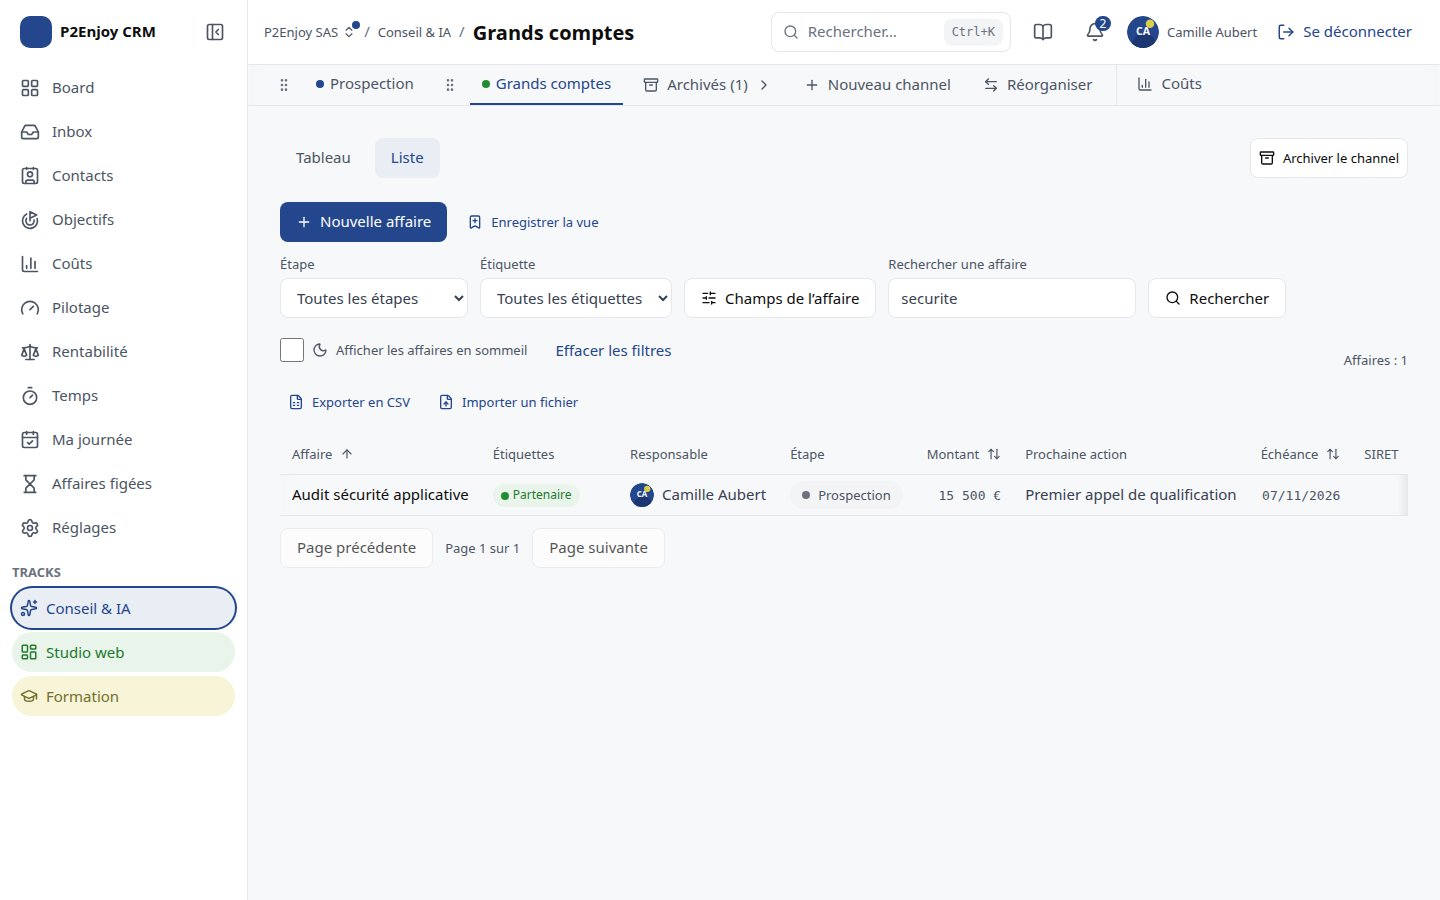 P2Enjoy CRM
Board
Inbox
Contacts
Objectifs
Coûts
Pilotage
Rentabilité
Temps
Ma journée
Affaires figées
Réglages
TRACKS
Conseil & IA
Studio web
Formation
P2Enjoy SAS / Conseil & IA / Grands comptes
Rechercher... Ctrl+K
2
CA Camille Aubert
Se déconnecter
Prospection
Grands comptes
Archivés (1)
Nouveau channel
Réorganiser
Coûts
Tableau
Liste
Archiver le channel
Nouvelle affaire
Enregistrer la vue
Étape
Étiquette
Rechercher une affaire
Toutes les étapes
Toutes les étiquettes
Champs de l’affaire
securite
Rechercher
Afficher les affaires en sommeil
Effacer les filtres
Affaires : 1
Exporter en CSV
Importer un fichier
Affaire Étiquettes Responsable Étape Montant Prochaine action Échéance SIRET
Audit sécurité applicative Partenaire CA Camille Aubert Prospection 15 500 € Premier appel de qualification 07/11/2026
Page précédente
Page 1 sur 1
Page suivante